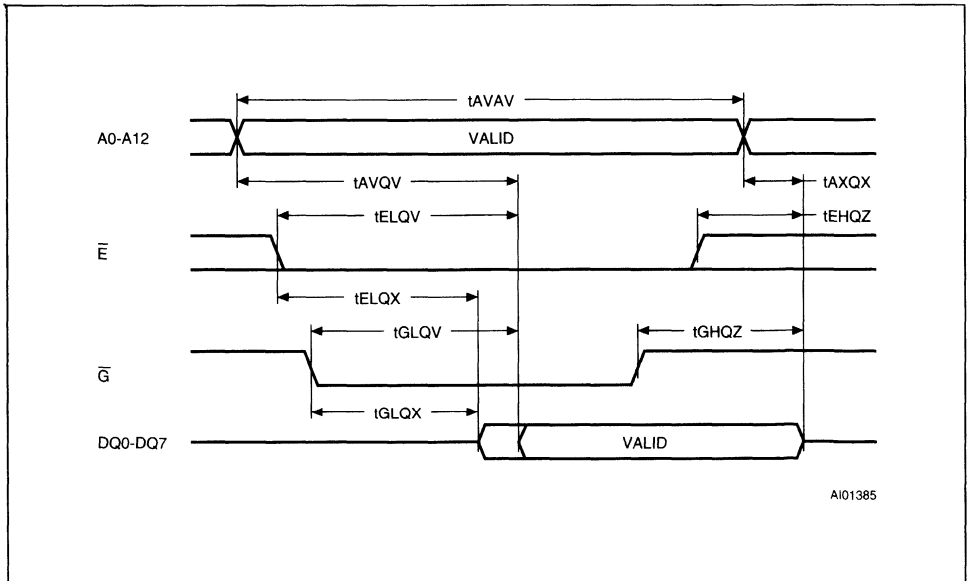 tAVAV
A0-A12
VALID
tAVQV
tAXQX
tELQV
tEHQZ
E̅
tELQX
tGLQV
tGHQZ
G̅
tGLQX
DQ0-DQ7
VALID
AI01385